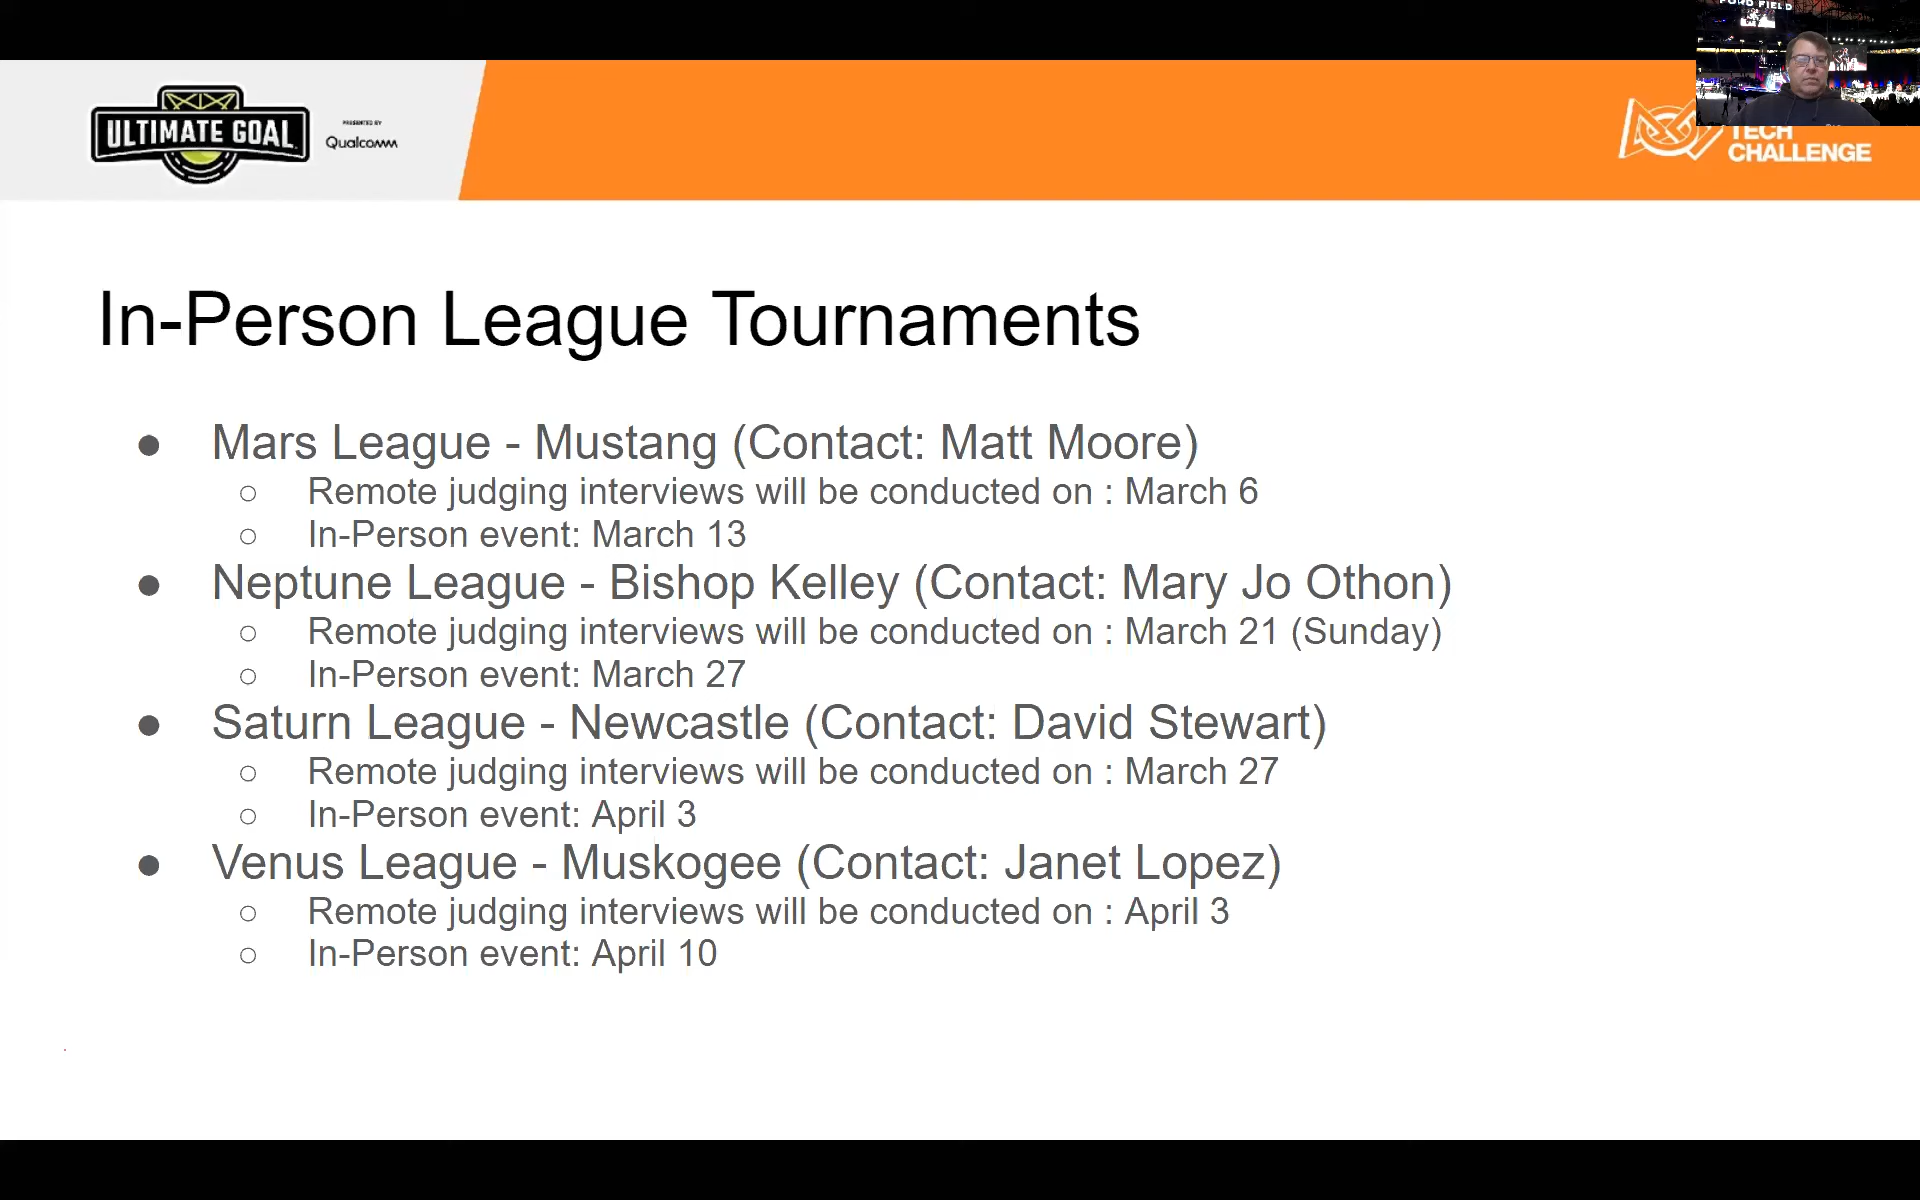 FORD FIELD
ULTIMATE GOAL
PRESENTED BY
Qualcomm
TECH
CHALLENGE
In-Person League Tournaments
● Mars League - Mustang (Contact: Matt Moore)
○ Remote judging interviews will be conducted on : March 6
○ In-Person event: March 13
● Neptune League - Bishop Kelley (Contact: Mary Jo Othon)
○ Remote judging interviews will be conducted on : March 21 (Sunday)
○ In-Person event: March 27
● Saturn League - Newcastle (Contact: David Stewart)
○ Remote judging interviews will be conducted on : March 27
○ In-Person event: April 3
● Venus League - Muskogee (Contact: Janet Lopez)
○ Remote judging interviews will be conducted on : April 3
○ In-Person event: April 10